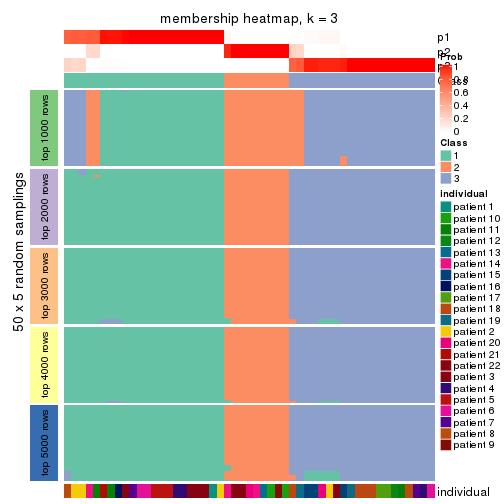 membership heatmap, k = 3
p1
p2
p3
Class
Prob
1
0.8
0.6
0.4
0.2
0
Class
1
2
3
individual
patient 1
patient 10
patient 11
patient 12
patient 13
patient 14
patient 15
patient 16
patient 17
patient 18
patient 19
patient 2
patient 20
patient 21
patient 22
patient 3
patient 4
patient 5
patient 6
patient 7
patient 8
patient 9
50 x 5 random samplings
top 1000 rows
top 2000 rows
top 3000 rows
top 4000 rows
top 5000 rows
individual